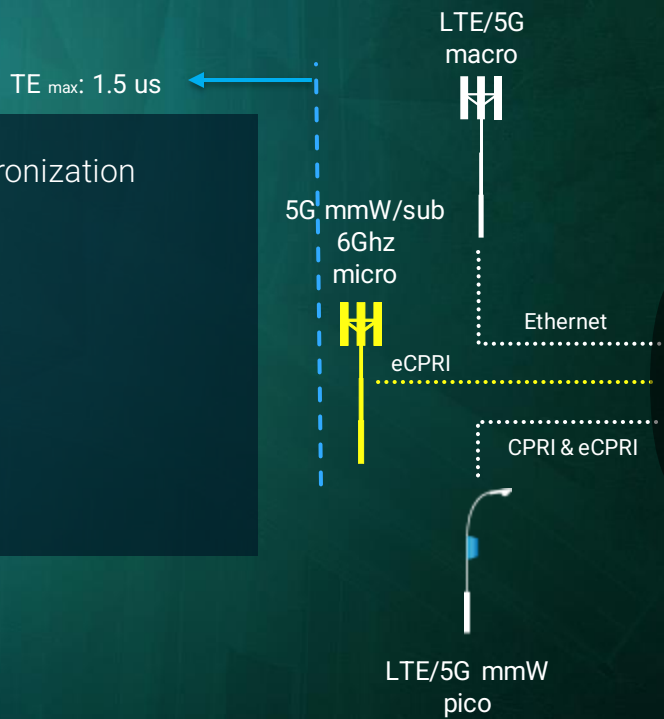 LTE/5G
macro
TE max: 1.5 us
ronization
5G mmW/sub
6Ghz
micro
Ethernet
eCPRI
CPRI & eCPRI
LTE/5G mmW
pico